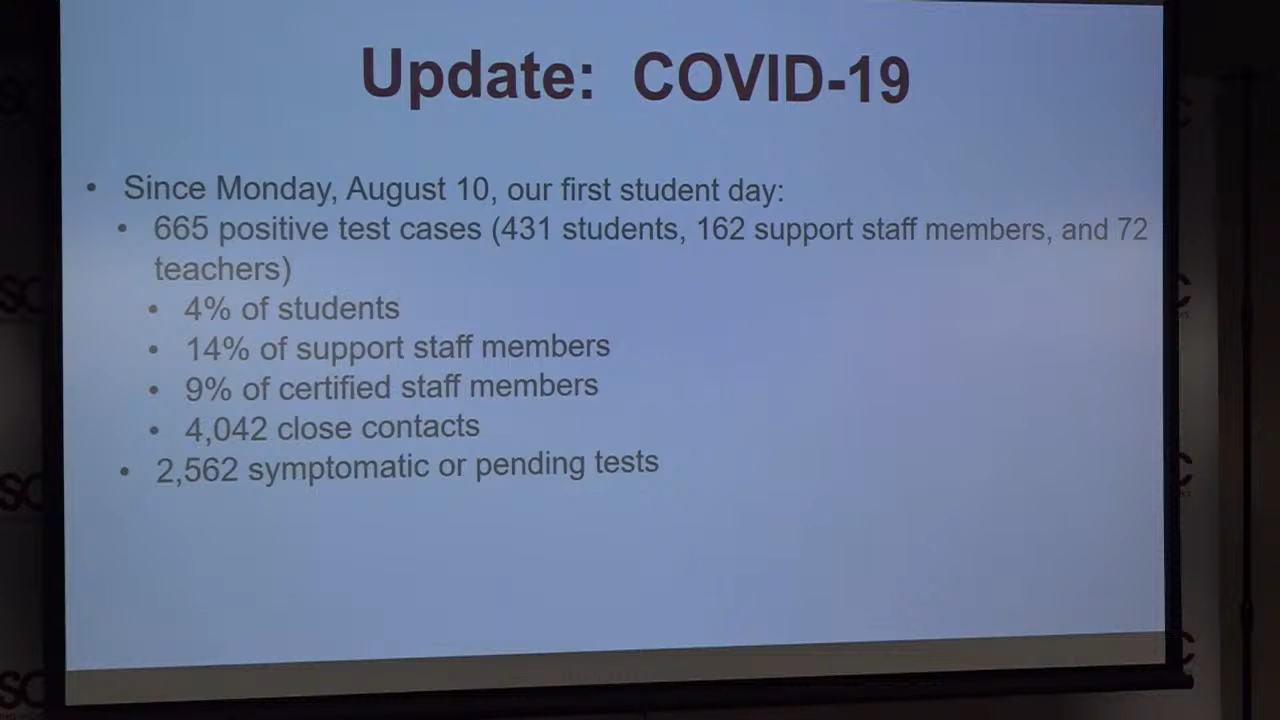 Update: COVID-19
• Since Monday, August 10, our first student day:
• 665 positive test cases (431 students, 162 support staff members, and 72
teachers)
• 4% of students
• 14% of support staff members
• 9% of certified staff members
• 4,042 close contacts
• 2,562 symptomatic or pending tests